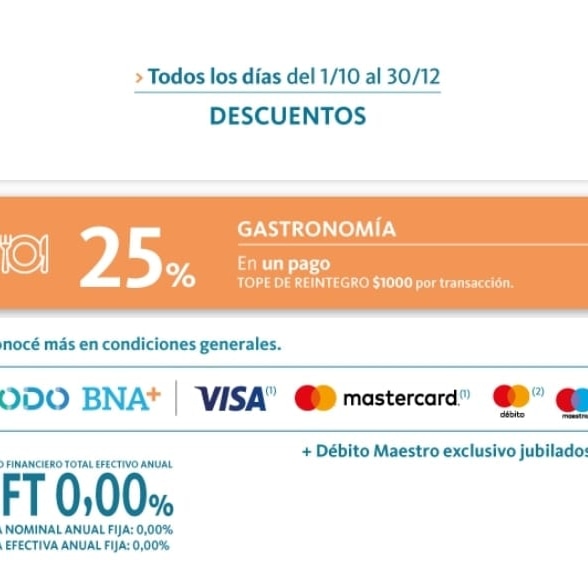 › Todos los días del 1/10 al 30/12
DESCUENTOS
25%
GASTRONOMÍA
En un pago
TOPE DE REINTEGRO $1000 por transacción.
onocé más en condiciones generales.
ODO BNA+ VISA(1) mastercard.(1) débito (2) maestro
+ Débito Maestro exclusivo jubilados
O FINANCIERO TOTAL EFECTIVO ANUAL
FT 0,00%
A NOMINAL ANUAL FIJA: 0,00%
A EFECTIVA ANUAL FIJA: 0,00%